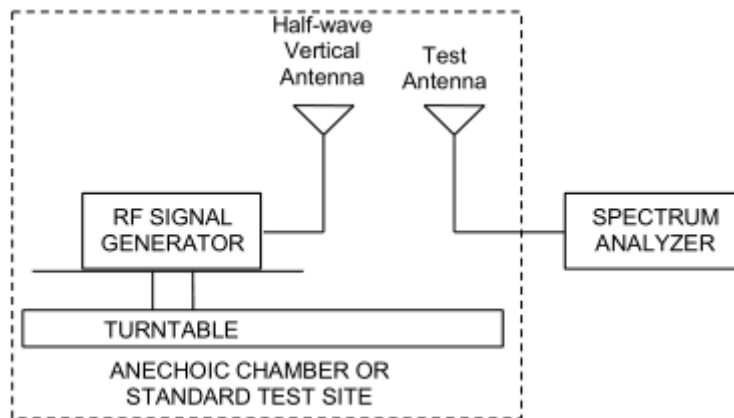 Half-wave
Vertical
Antenna
Test
Antenna
RF SIGNAL
GENERATOR
SPECTRUM
ANALYZER
TURNTABLE
ANECHOIC CHAMBER OR
STANDARD TEST SITE